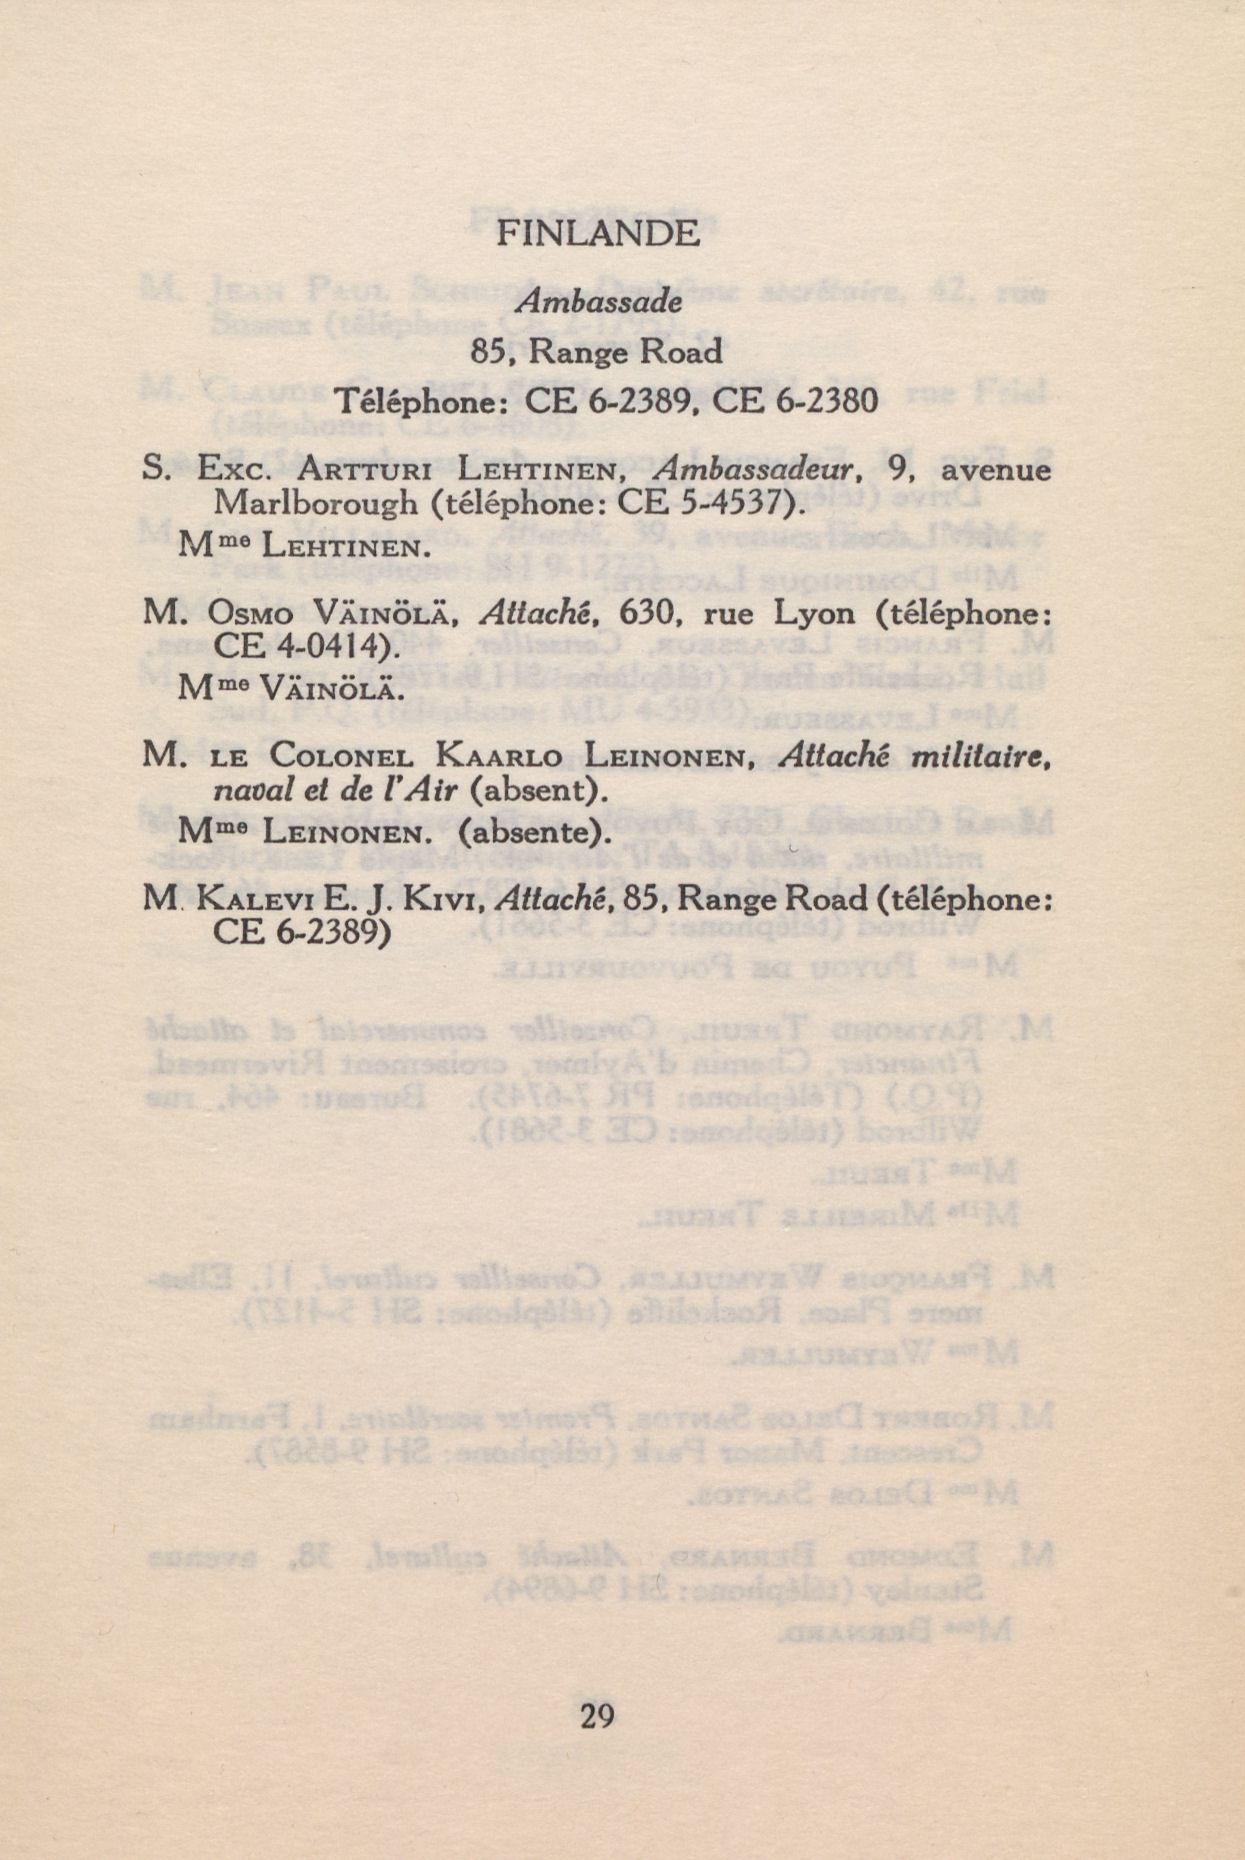 FINLANDE
Ambassade
85, Range Road
Téléphone: CE 6-2389, CE 6-2380
S. Exc. Artturi Lehtinen, Ambassadeur, 9, avenue
Marlborough (téléphone: CE 5-4537).
Mme Lehtinen.
M. Osmo Väinölä, Attaché, 630, rue Lyon (téléphone:
CE 4-0414).
Mme Väinölä.
M. le Colonel Kaarlo Leinonen, Attaché militaire,
naval et de l'Air (absent).
Mme Leinonen. (absente).
M. Kalevi E. J. Kivi, Attaché, 85, Range Road (téléphone:
CE 6-2389)
29